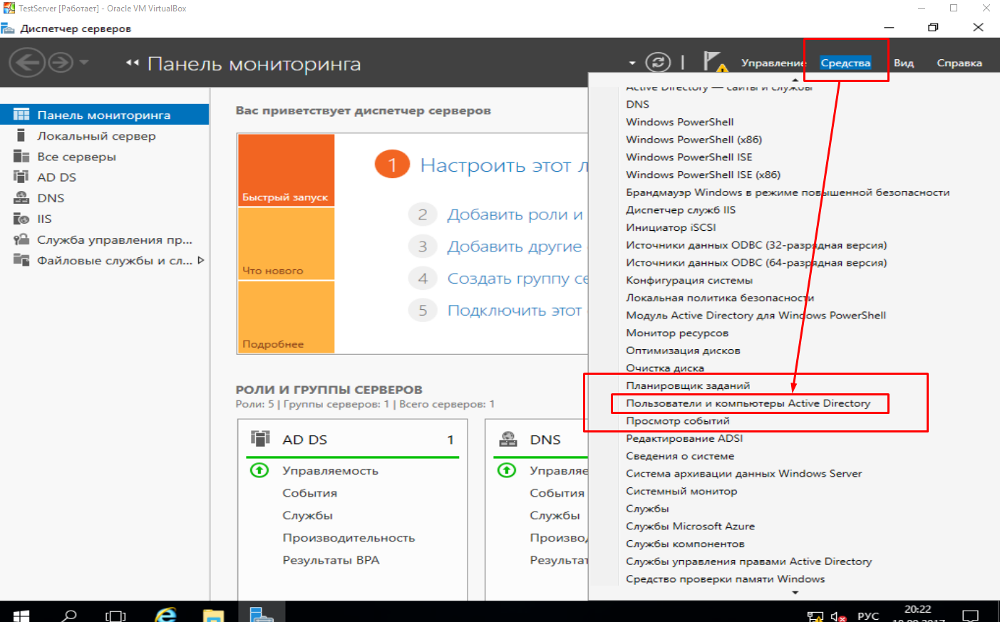 TestServer [Работает] - Oracle VM VirtualBox
Диспетчер серверов
Панель мониторинга
Управление
Средства
Вид
Справка
Панель мониторинга
Локальный сервер
Все серверы
AD DS
DNS
IIS
Служба управления пр...
Файловые службы и сл...
Вас приветствует диспетчер серверов
Быстрый запуск
Что нового
Подробнее
1 Настроить этот л
2 Добавить роли и
3 Добавить другие
4 Создать группу се
5 Подключить этот
РОЛИ И ГРУППЫ СЕРВЕРОВ
Роли: 5 | Группы серверов: 1 | Всего серверов: 1
AD DS 1
Управляемость
События
Службы
Производительность
Результаты BPA
DNS
Управляе
События
Службы
Произво
Результат
Active Directory — сайты и службы
DNS
Windows PowerShell
Windows PowerShell (x86)
Windows PowerShell ISE
Windows PowerShell ISE (x86)
Брандмауэр Windows в режиме повышенной безопасности
Диспетчер служб IIS
Инициатор iSCSI
Источники данных ODBC (32-разрядная версия)
Источники данных ODBC (64-разрядная версия)
Конфигурация системы
Локальная политика безопасности
Модуль Active Directory для Windows PowerShell
Монитор ресурсов
Оптимизация дисков
Очистка диска
Планировщик заданий
Пользователи и компьютеры Active Directory
Просмотр событий
Редактирование ADSI
Сведения о системе
Система архивации данных Windows Server
Системный монитор
Службы
Службы Microsoft Azure
Службы компонентов
Службы управления правами Active Directory
Средство проверки памяти Windows
РУС
20:22